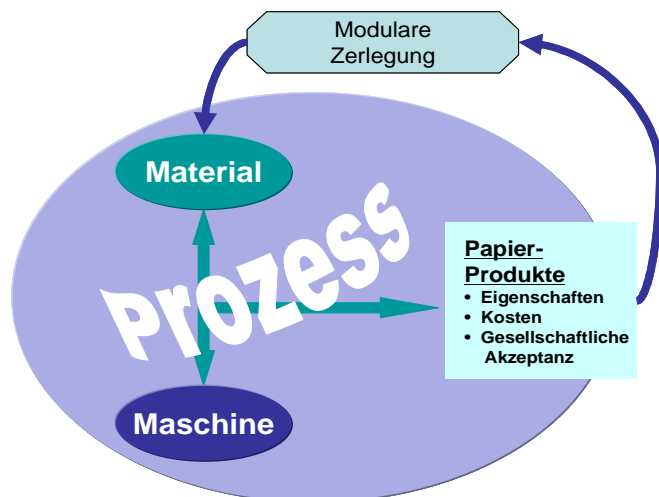 Modulare
Zerlegung
Material
Prozess
Papier-
Produkte
• Eigenschaften
• Kosten
• Gesellschaftliche
Akzeptanz
Maschine